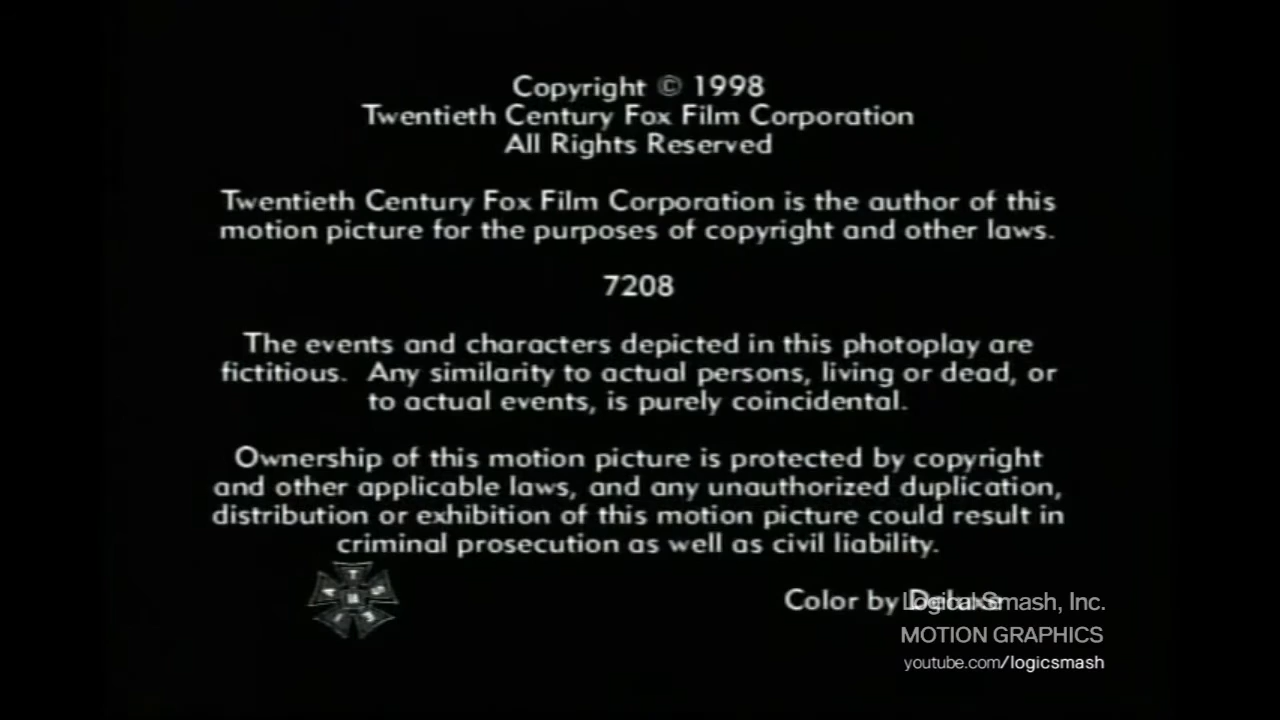 Copyright © 1998
Twentieth Century Fox Film Corporation
All Rights Reserved
Twentieth Century Fox Film Corporation is the author of this
motion picture for the purposes of copyright and other laws.
7208
The events and characters depicted in this photoplay are
fictitious. Any similarity to actual persons, living or dead, or
to actual events, is purely coincidental.
Ownership of this motion picture is protected by copyright
and other applicable laws, and any unauthorized duplication,
distribution or exhibition of this motion picture could result in
criminal prosecution as well as civil liability.
Color by Deluxe
LogicalSmash, Inc.
MOTION GRAPHICS
youtube.com/logicsmash